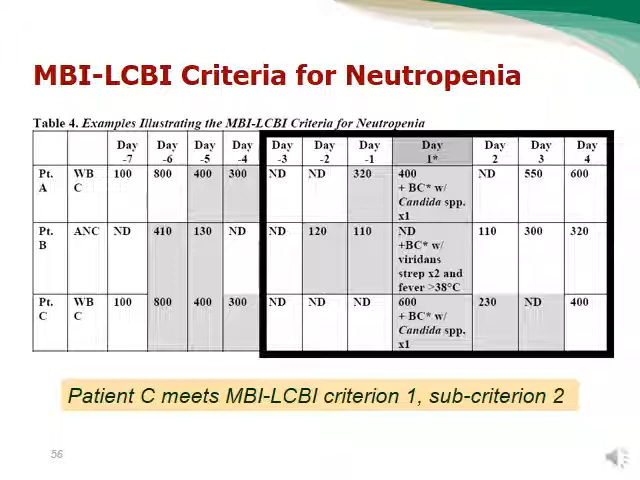 MBI-LCBI Criteria for Neutropenia
Table 4. Examples Illustrating the MBI-LCBI Criteria for Neutropenia
Day -7 Day -6 Day -5 Day -4 Day -3 Day -2 Day -1 Day 1* Day 2 Day 3 Day 4
Pt. A WB C 100 800 400 300 ND ND 320 400 ND 550 600
+ BC* w/
Candida spp.
x1
Pt. B ANC ND 410 130 ND ND 120 110 ND 110 300 320
+BC* w/
viridans
strep x2 and
fever >38°C
Pt. C WB C 100 800 400 300 ND ND ND 600 230 ND 400
+ BC* w/
Candida spp.
x1
Patient C meets MBI-LCBI criterion 1, sub-criterion 2
56